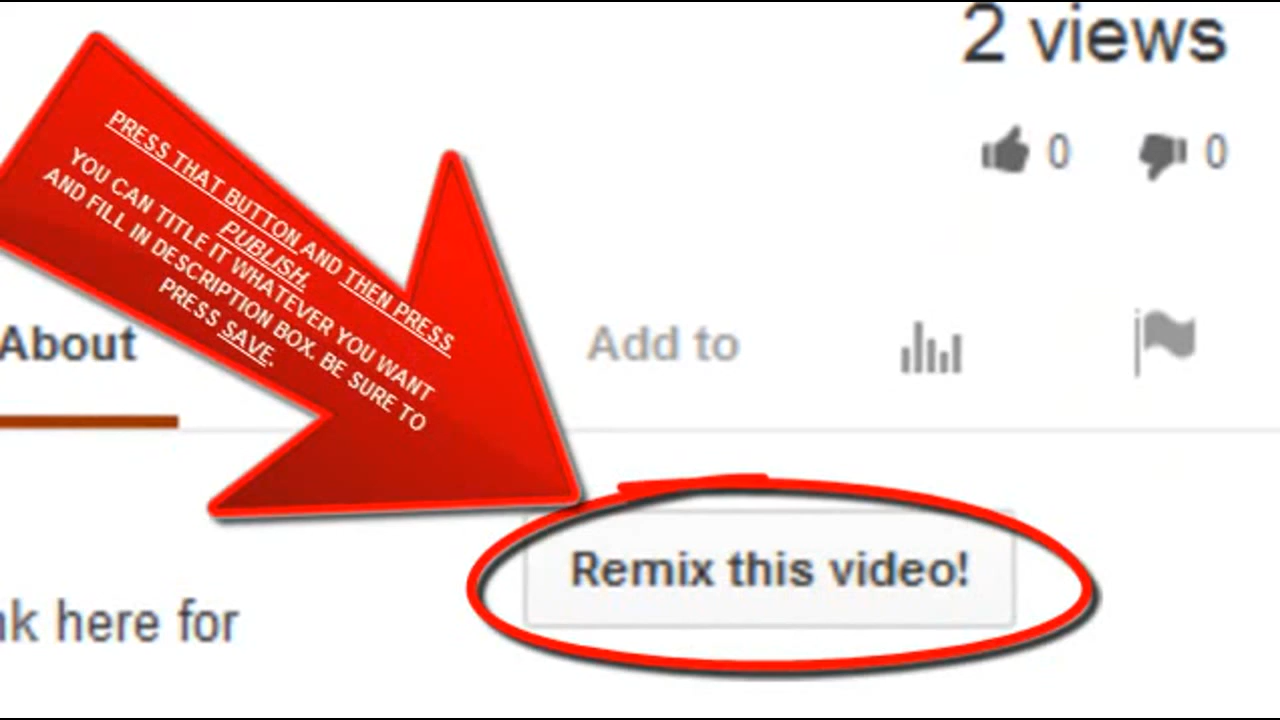 2 views
0 0
PRESS THAT BUTTON AND THEN PRESS
PUBLISH.
YOU CAN TITLE IT WHATEVER YOU WANT
AND FILL IN DESCRIPTION BOX. BE SURE TO
PRESS SAVE.
About Add to
Remix this video!
nk here for